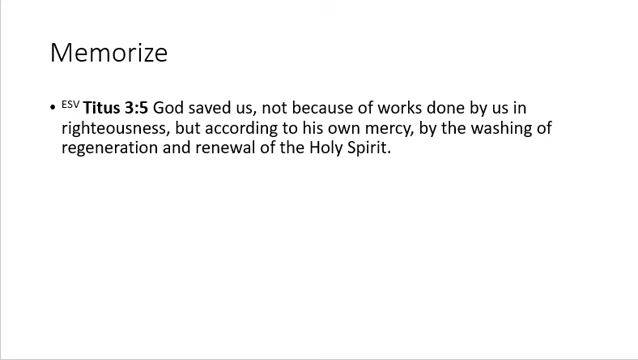 Memorize
• ESV Titus 3:5 God saved us, not because of works done by us in
righteousness, but according to his own mercy, by the washing of
regeneration and renewal of the Holy Spirit.